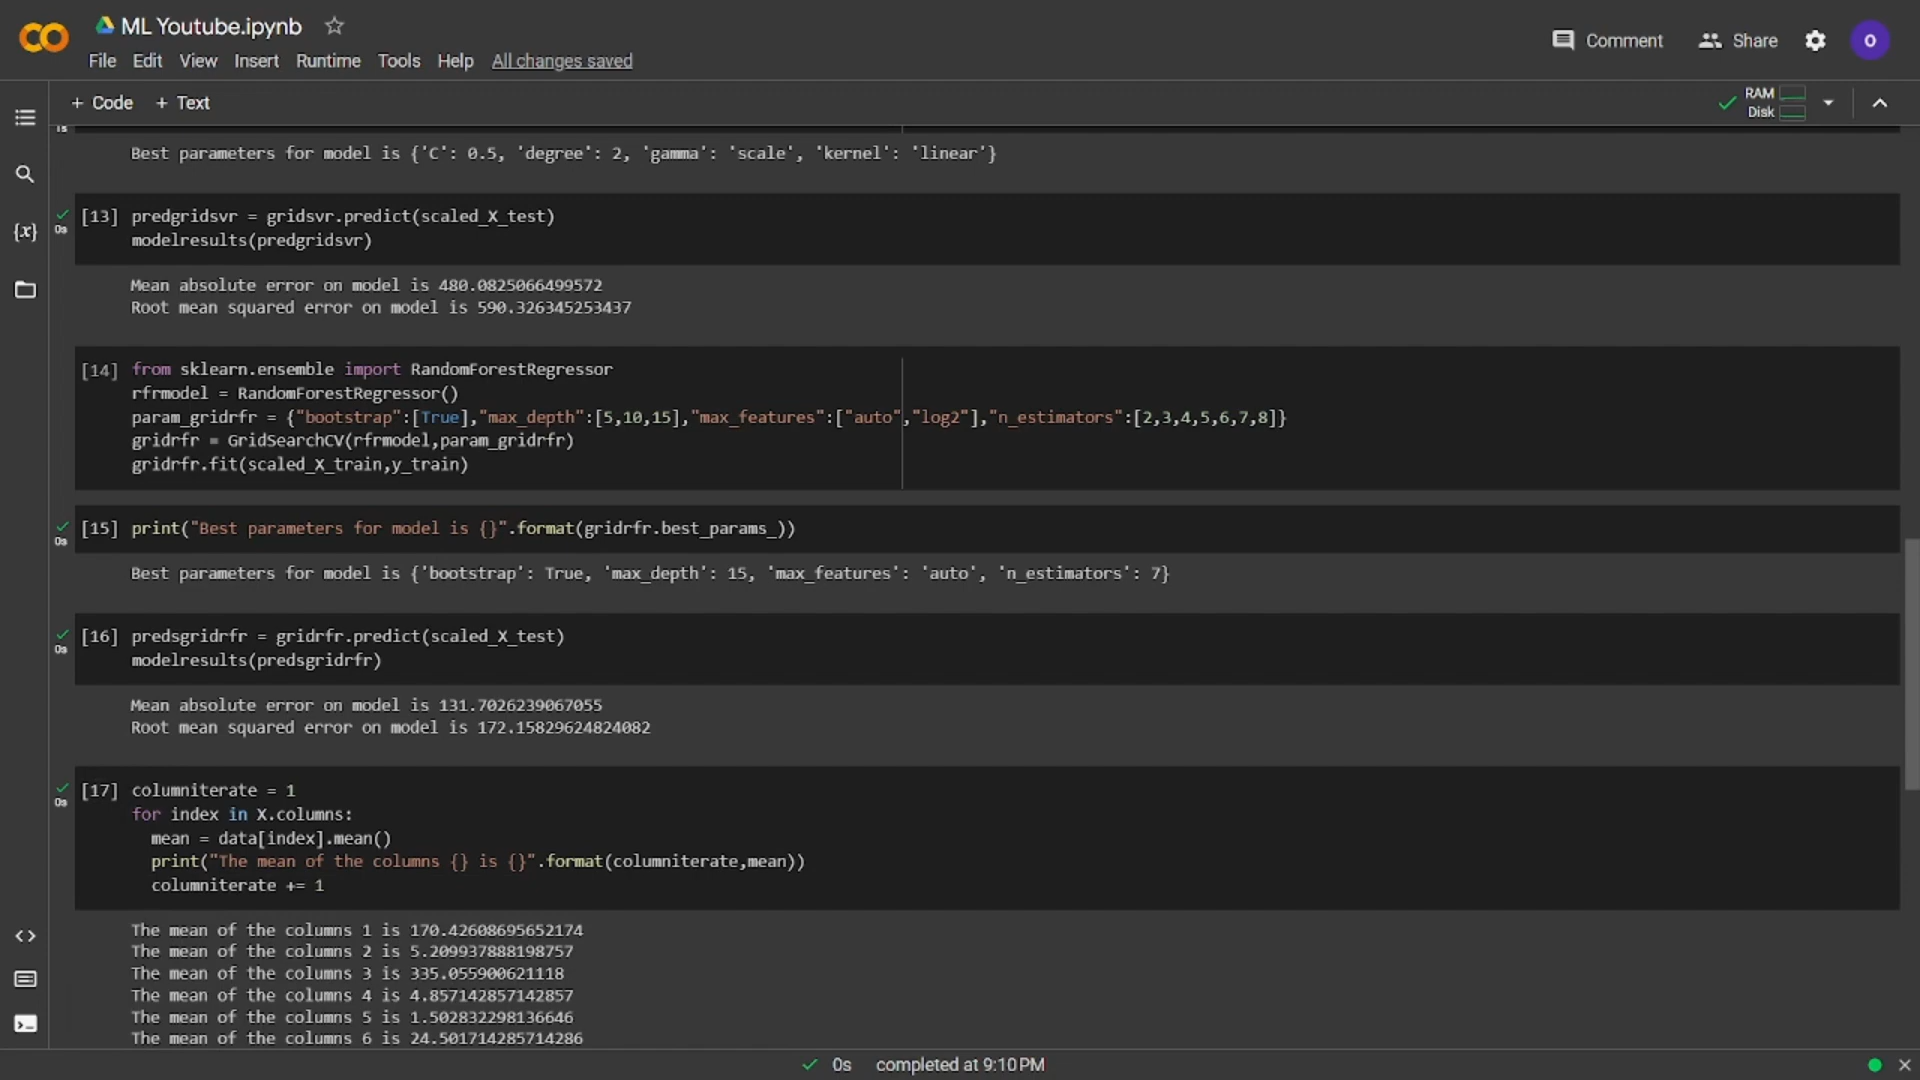 ML Youtube.ipynb
File Edit View Insert Runtime Tools Help All changes saved
Comment Share O
+ Code + Text
RAM
Disk
1s
Best parameters for model is {'C': 0.5, 'degree': 2, 'gamma': 'scale', 'kernel': 'linear'}
[13] predgridsvr = gridsvr.predict(scaled_X_test)
0s
modelresults(predgridsvr)
{x}
Mean absolute error on model is 480.0825066499572
Root mean squared error on model is 590.326345253437
[14] from sklearn.ensemble import RandomForestRegressor
rfrmodel = RandomForestRegressor()
param_gridrfr = {"bootstrap":[True],"max_depth":[5,10,15],"max_features":["auto","log2"],"n_estimators":[2,3,4,5,6,7,8]}
gridrfr = GridSearchCV(rfrmodel,param_gridrfr)
gridrfr.fit(scaled_X_train,y_train)
[15] print("Best parameters for model is {}".format(gridrfr.best_params_))
0s
Best parameters for model is {'bootstrap': True, 'max_depth': 15, 'max_features': 'auto', 'n_estimators': 7}
[16] predsgridrfr = gridrfr.predict(scaled_X_test)
0s
modelresults(predsgridrfr)
Mean absolute error on model is 131.7026239067055
Root mean squared error on model is 172.15829624824082
[17] columniterate = 1
0s
for index in X.columns:
mean = data[index].mean()
print("The mean of the columns {} is {}".format(columniterate,mean))
columniterate += 1
The mean of the columns 1 is 170.42608695652174
The mean of the columns 2 is 5.209937888198757
The mean of the columns 3 is 335.055900621118
The mean of the columns 4 is 4.857142857142857
The mean of the columns 5 is 1.502832298136646
The mean of the columns 6 is 24.501714285714286
0s completed at 9:10 PM